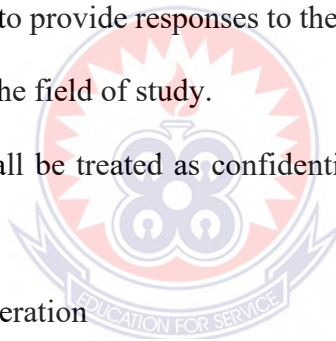 to provide responses to the
he field of study.
all be treated as confidenti
eration
EDUCATION FOR SERVICE